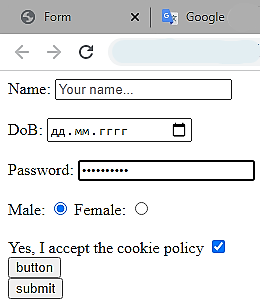 Form
Google
Name: Your name...
DoB: дд.мм.гггг
Password: ••••••••••
Male: Female:
Yes, I accept the cookie policy
button
submit